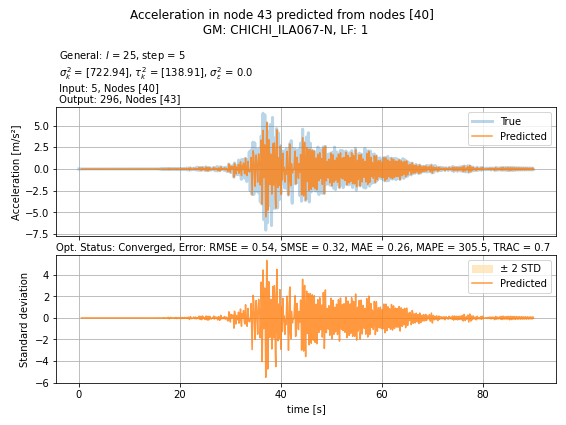 Acceleration in node 43 predicted from nodes [40]
GM: CHICHI_ILA067-N, LF: 1
General: l = 25, step = 5
σ²ₖ = [722.94], τ²ₖ = [138.91], σ²ε = 0.0
Input: 5, Nodes [40]
Output: 296, Nodes [43]
Acceleration [m/s²]
5.0
2.5
0.0
−2.5
−5.0
−7.5
True
Predicted
Opt. Status: Converged, Error: RMSE = 0.54, SMSE = 0.32, MAE = 0.26, MAPE = 305.5, TRAC = 0.7
Standard deviation
4
2
0
−2
−4
−6
± 2 STD
Predicted
0 20 40 60 80
time [s]